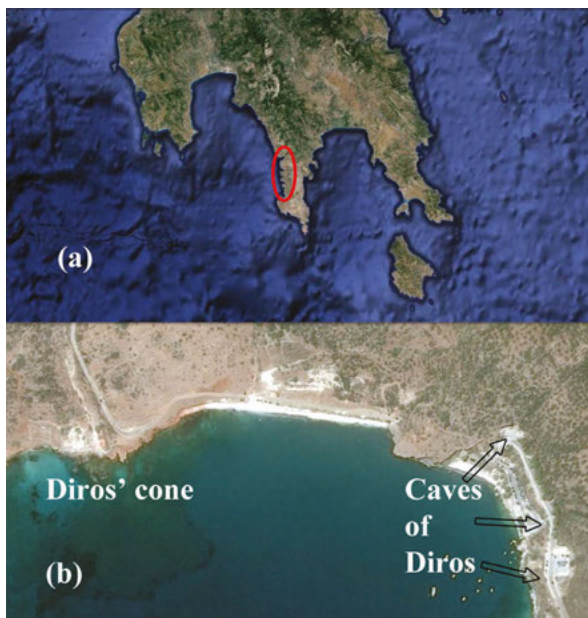 (a)
Diros’ cone
Caves
of
Diros
(b)